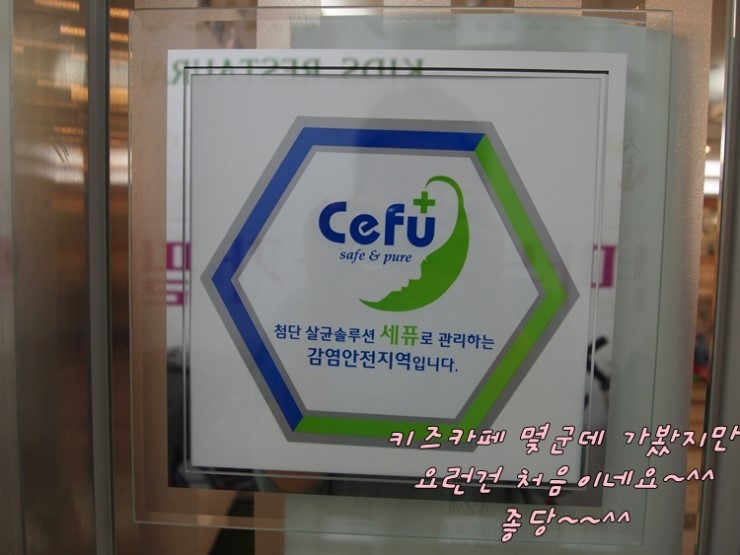 KIDS RESTAURA
Cefu+
safe & pure
첨단 살균솔루션 세퓨로 관리하는
감염안전지역입니다.
키즈카페 몇군데 가봤지만
요런건 처음이네요~^^
좋당~~^^